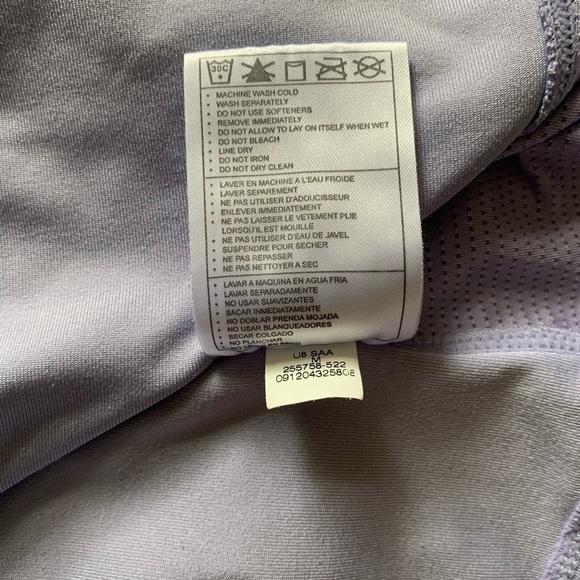 30C
• MACHINE WASH COLD
WASH SEPARATELY
• DO NOT USE SOFTENERS
• REMOVE IMMEDIATELY
• DO NOT ALLOW TO LAY ON ITSELF WHEN WET
• DO NOT BLEACH
• LINE DRY
• DO NOT IRON
• DO NOT DRY CLEAN
• LAVER EN MACHINE A L'EAU FROIDE
• LAVER SEPAREMENT
• NE PAS UTILISER D'ADOUCISSEUR
ENLEVER IMMEDIATEMENT
• NE PAS LAISSER LE VETEMENT PLIE
LORSQU'IL EST MOUILLE
• NE PAS UTILISER D'EAU DE JAVEL
• SUSPENDRE POUR SECHER
• NE PAS REPASSER
• NE PAS NETTOYER A SEC
• LAVAR A MAQUINA EN AGUA FRIA
• LAVAR SEPARADAMENTE
• NO USAR SUAVIZANTES
• SACAR INMEDIATAMENTE
• NO DOBLAR PRENDA MOJADA
• NO USAR BLANQUEADORES
• SECAR COLGADO
• NO PLANCHAR
EN SECO
U8 SAA
M
255758-522
091204325808